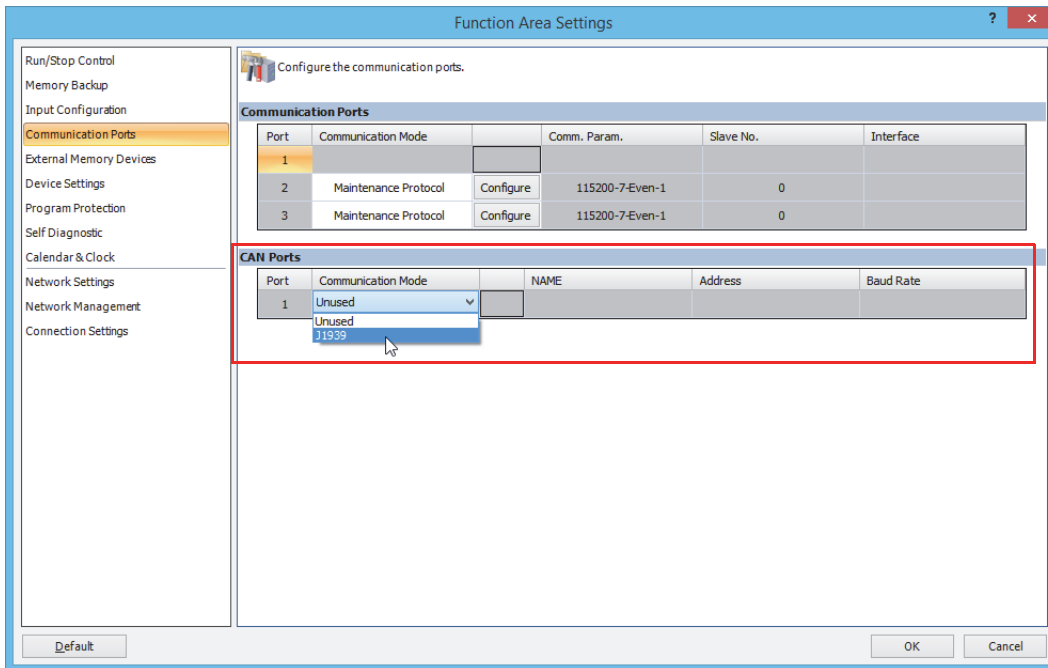 Function Area Settings
?
Run/Stop Control
Memory Backup
Input Configuration
Communication Ports
External Memory Devices
Device Settings
Program Protection
Self Diagnostic
Calendar & Clock
Network Settings
Network Management
Connection Settings
Configure the communication ports.
Communication Ports
Port Communication Mode Comm. Param. Slave No. Interface
1
2 Maintenance Protocol Configure 115200-7-Even-1 0
3 Maintenance Protocol Configure 115200-7-Even-1 0
CAN Ports
Port Communication Mode NAME Address Baud Rate
1 Unused
Unused
J1939
Default OK Cancel